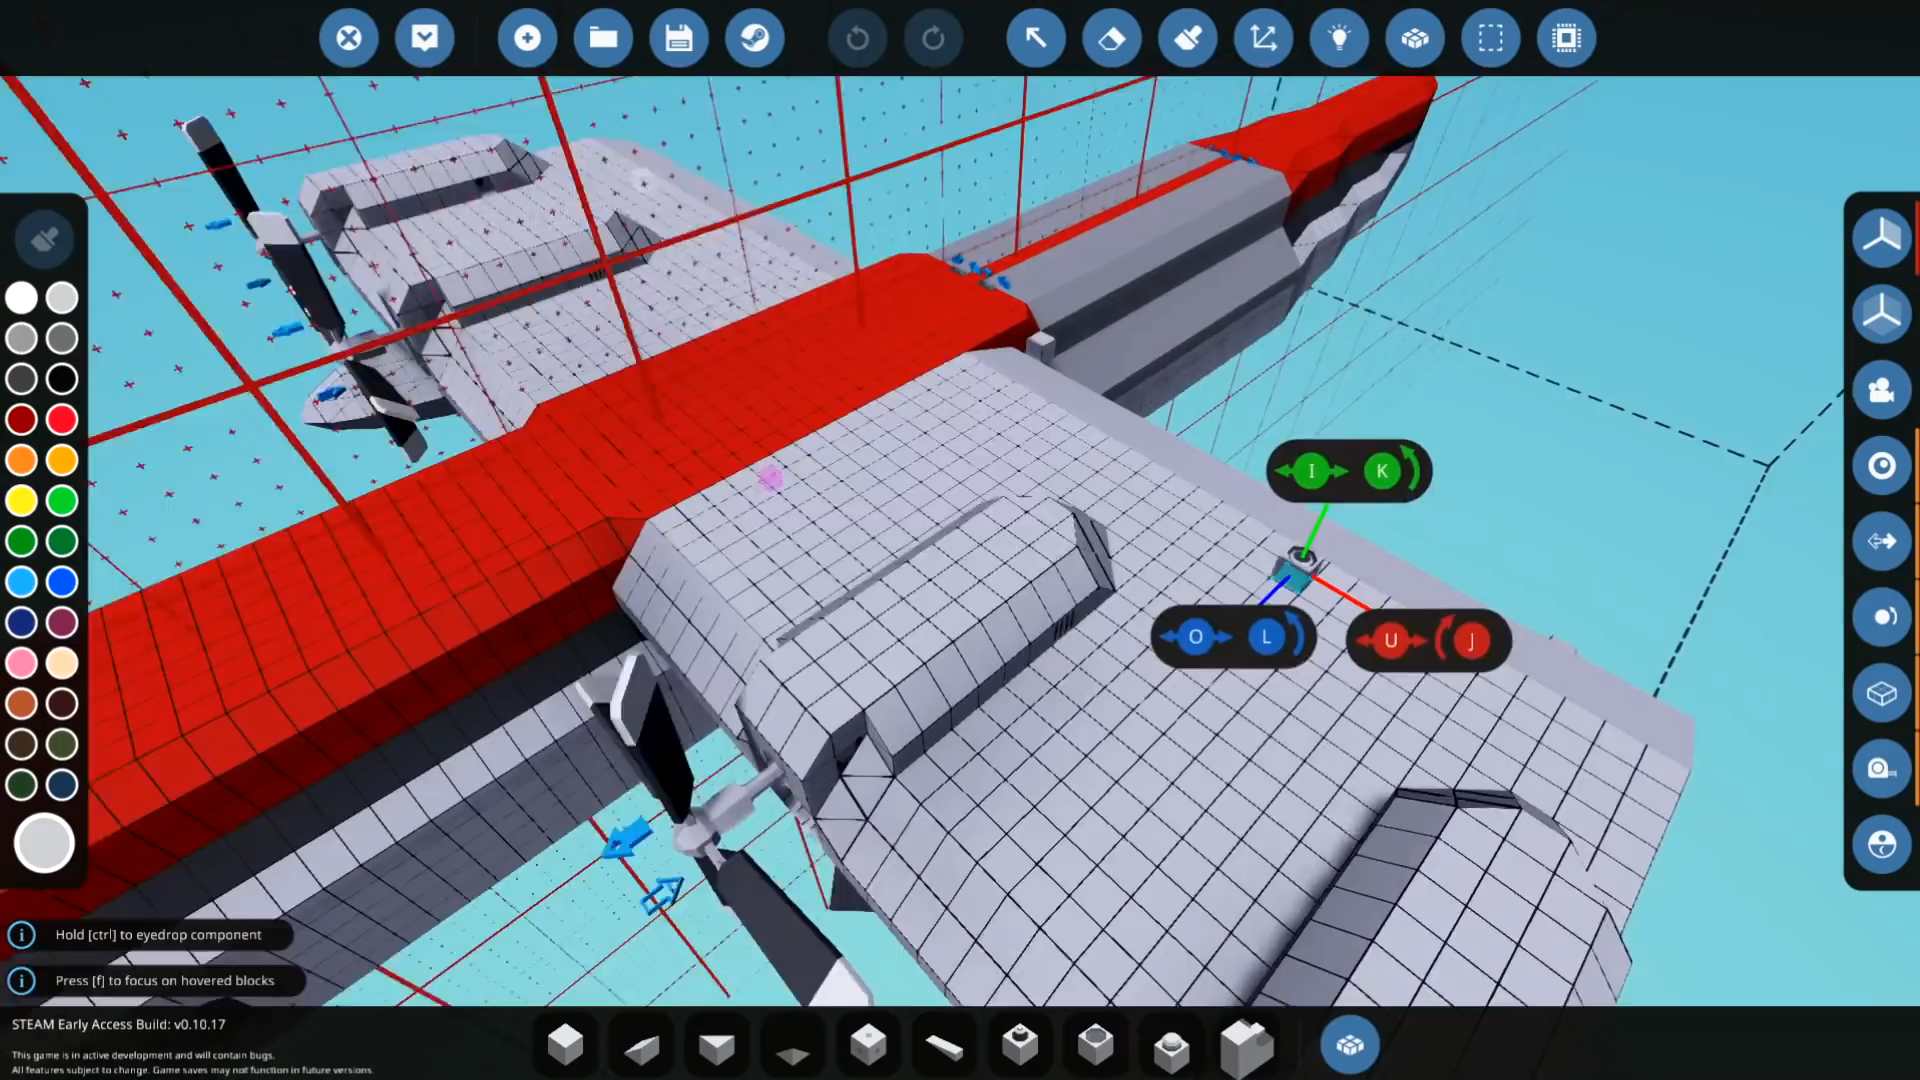 I K
O L
U J
Hold [ctrl] to eyedrop component
Press [f] to focus on hovered blocks
STEAM Early Access Build: v0.10.17
This game is in active development and will contain bugs.
All features subject to change. Game saves may not function in future versions.